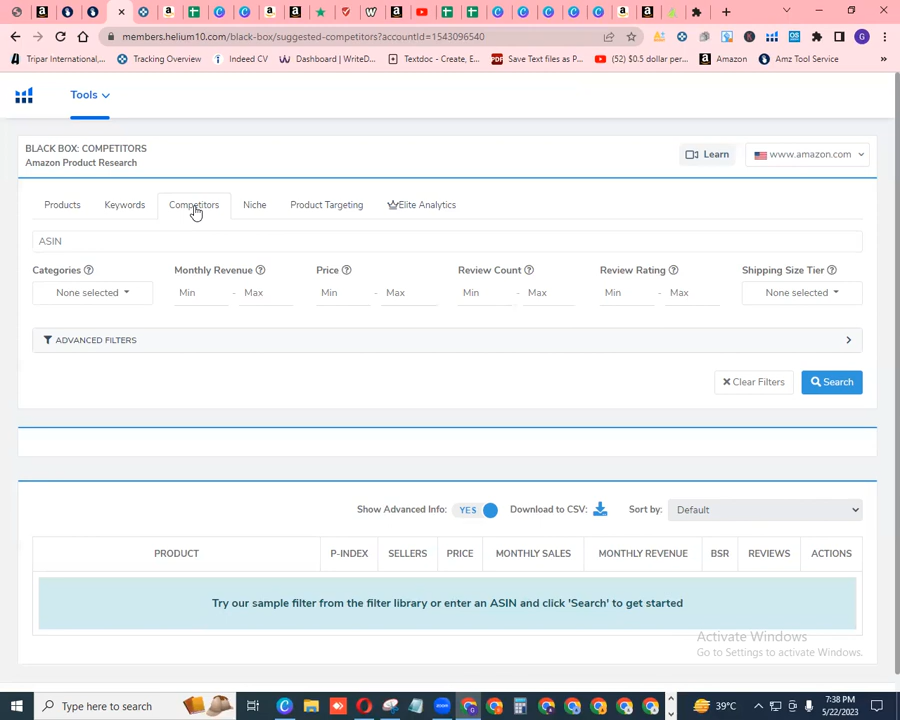 members.helium10.com/black-box/suggested-competitors?accountId=1543096540
G
Tripar International,...
Tracking Overview
Indeed CV
Dashboard | WriteD...
Textdoc - Create, E...
Save Text files as P...
(52) $0.5 dollar per...
Amazon
Amz Tool Service
»
Tools
BLACK BOX: COMPETITORS
Amazon Product Research
Learn
www.amazon.com
Products
Keywords
Competitors
Niche
Product Targeting
Elite Analytics
ASIN
Categories
Monthly Revenue
Price
Review Count
Review Rating
Shipping Size Tier
None selected
Min - Max
Min - Max
Min - Max
Min - Max
None selected
ADVANCED FILTERS
Clear Filters
Search
Show Advanced Info:
YES
Download to CSV:
Sort by:
Default
PRODUCT
P-INDEX
SELLERS
PRICE
MONTHLY SALES
MONTHLY REVENUE
BSR
REVIEWS
ACTIONS
Try our sample filter from the filter library or enter an ASIN and click 'Search' to get started
Activate Windows
Go to Settings to activate Windows.
Type here to search
39°C
7:38 PM
5/22/2023